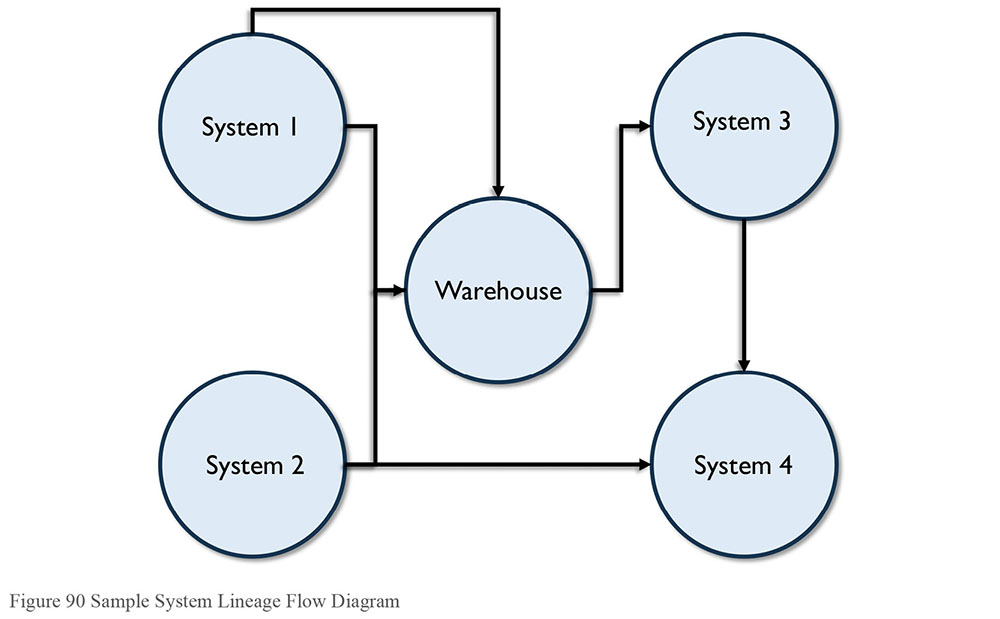 System 1
System 3
Warehouse
System 2
System 4
Figure 90 Sample System Lineage Flow Diagram